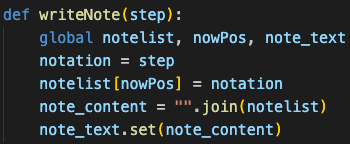 def writeNote(step):
    global notelist, nowPos, note_text
    notation = step
    notelist[nowPos] = notation
    note_content = "".join(notelist)
    note_text.set(note_content)